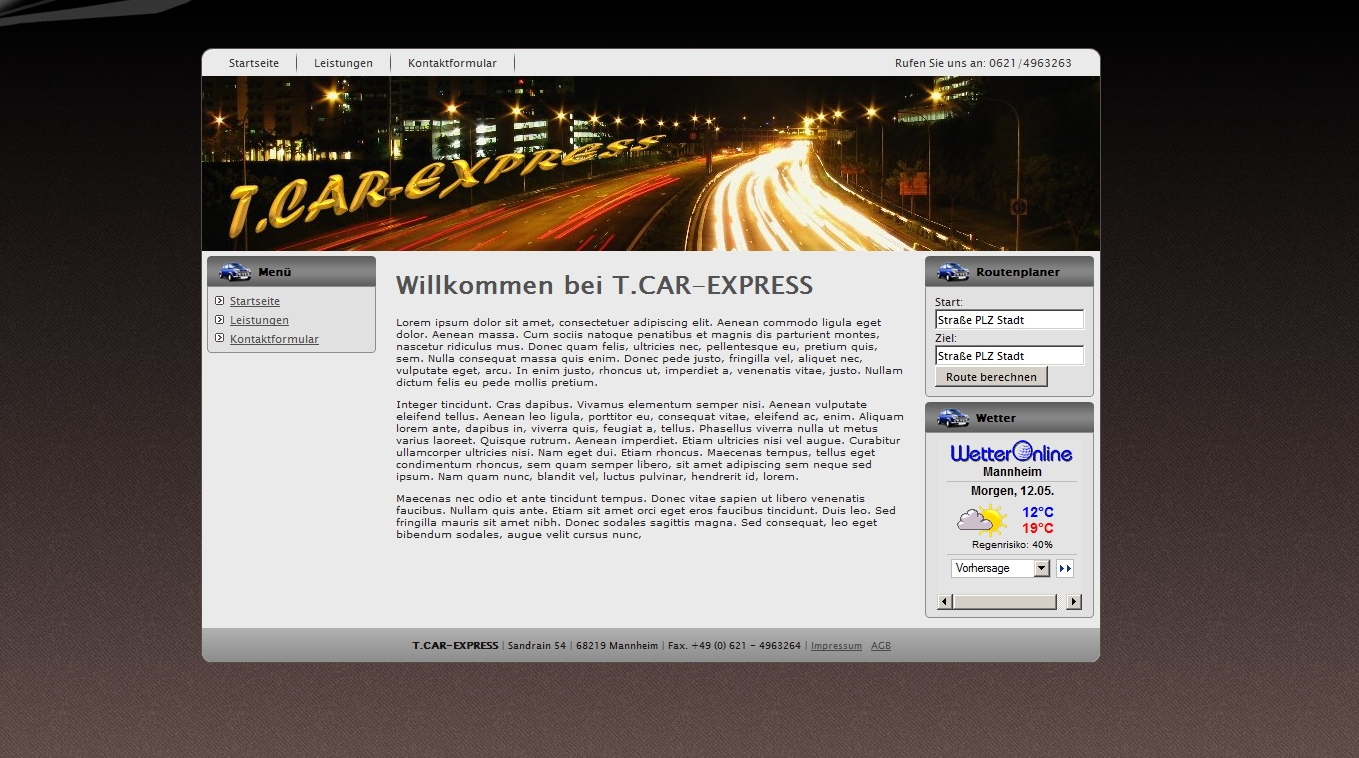 Startseite
Leistungen
Kontaktformular
Rufen Sie uns an: 0621/4963263
T.CAR-EXPRESS
Menü
Startseite
Leistungen
Kontaktformular
Willkommen bei T.CAR-EXPRESS
Lorem ipsum dolor sit amet, consectetuer adipiscing elit. Aenean commodo ligula eget
dolor. Aenean massa. Cum sociis natoque penatibus et magnis dis parturient montes,
nascetur ridiculus mus. Donec quam felis, ultricies nec, pellentesque eu, pretium quis,
sem. Nulla consequat massa quis enim. Donec pede justo, fringilla vel, aliquet nec,
vulputate eget, arcu. In enim justo, rhoncus ut, imperdiet a, venenatis vitae, justo. Nullam
dictum felis eu pede mollis pretium.
Integer tincidunt. Cras dapibus. Vivamus elementum semper nisi. Aenean vulputate
eleifend tellus. Aenean leo ligula, porttitor eu, consequat vitae, eleifend ac, enim. Aliquam
lorem ante, dapibus in, viverra quis, feugiat a, tellus. Phasellus viverra nulla ut metus
varius laoreet. Quisque rutrum. Aenean imperdiet. Etiam ultricies nisi vel augue. Curabitur
ullamcorper ultricies nisi. Nam eget dui. Etiam rhoncus. Maecenas tempus, tellus eget
condimentum rhoncus, sem quam semper libero, sit amet adipiscing sem neque sed
ipsum. Nam quam nunc, blandit vel, luctus pulvinar, hendrerit id, lorem.
Maecenas nec odio et ante tincidunt tempus. Donec vitae sapien ut libero venenatis
faucibus. Nullam quis ante. Etiam sit amet orci eget eros faucibus tincidunt. Duis leo. Sed
fringilla mauris sit amet nibh. Donec sodales sagittis magna. Sed consequat, leo eget
bibendum sodales, augue velit cursus nunc,
Routenplaner
Start:
Straße PLZ Stadt
Ziel:
Straße PLZ Stadt
Route berechnen
Wetter
WetterOnline
Mannheim
Morgen, 12.05.
12°C
19°C
Regenrisiko: 40%
Vorhersage
T.CAR-EXPRESS | Sandrain 54 | 68219 Mannheim | Fax. +49 (0) 621 - 4963264 | Impressum AGB